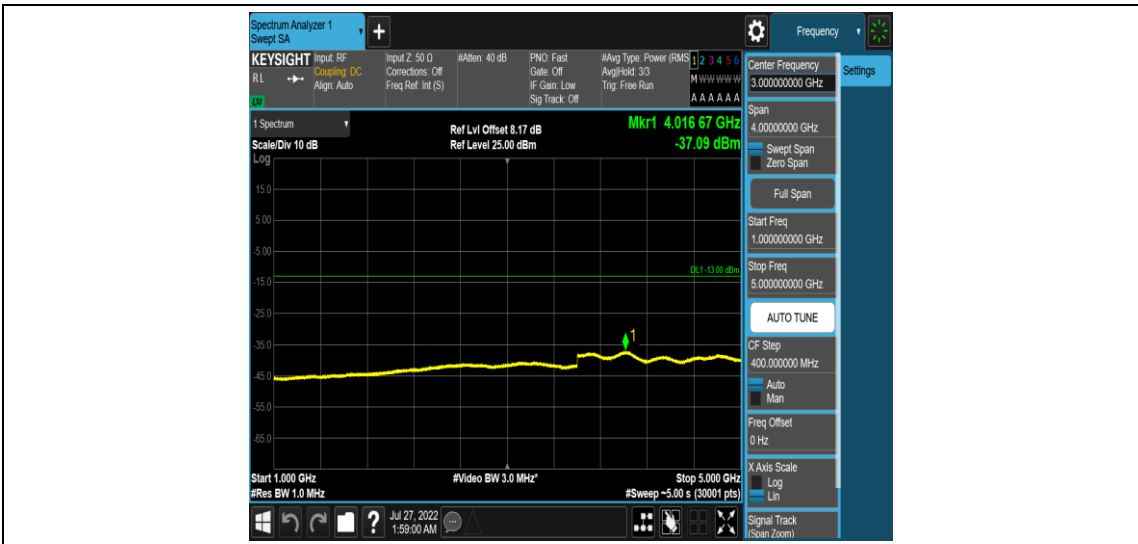 Spectrum Analyzer 1
Swept SA
+
Frequency
KEYSIGHT
RL
LXI
Input: RF
Coupling: DC
Align: Auto
Input Z: 50 Ω
Corrections: Off
Freq Ref: Int (S)
#Atten: 40 dB
PNO: Fast
Gate: Off
IF Gain: Low
Sig Track: Off
#Avg Type: Power (RMS
Avg|Hold: 3/3
Trig: Free Run
1 2 3 4 5 6
M W W W W W
A A A A A A
Center Frequency
3.000000000 GHz
Settings
1 Spectrum
Scale/Div 10 dB
Log
Ref Lvl Offset 8.17 dB
Ref Level 25.00 dBm
Mkr1 4.016 67 GHz
-37.09 dBm
Span
4.00000000 GHz
Swept Span
Zero Span
Full Span
Start Freq
1.000000000 GHz
Stop Freq
5.000000000 GHz
AUTO TUNE
CF Step
400.000000 MHz
Auto
Man
Freq Offset
0 Hz
X Axis Scale
Log
Lin
Signal Track
(Span Zoom)
15.0
5.00
-5.00
DL1 -13.00 dBm
-15.0
-25.0
1
-35.0
-45.0
-55.0
-65.0
Start 1.000 GHz
#Res BW 1.0 MHz
#Video BW 3.0 MHz*
Stop 5.000 GHz
#Sweep ~5.00 s (30001 pts)
?
Jul 27, 2022
1:59:00 AM